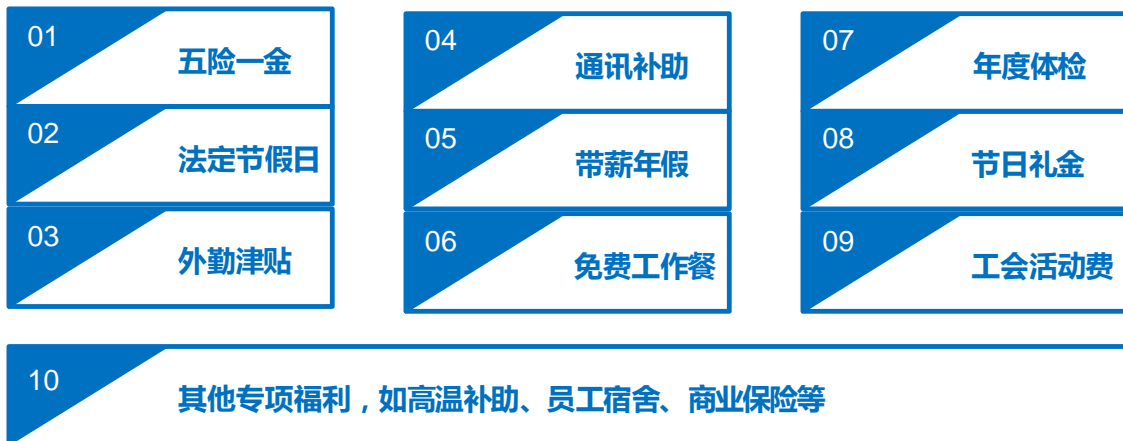 01
五险一金
02
法定节假日
03
外勤津贴
04
通讯补助
05
带薪年假
06
免费工作餐
07
年度体检
08
节日礼金
09
工会活动费
10
其他专项福利，如高温补助、员工宿舍、商业保险等